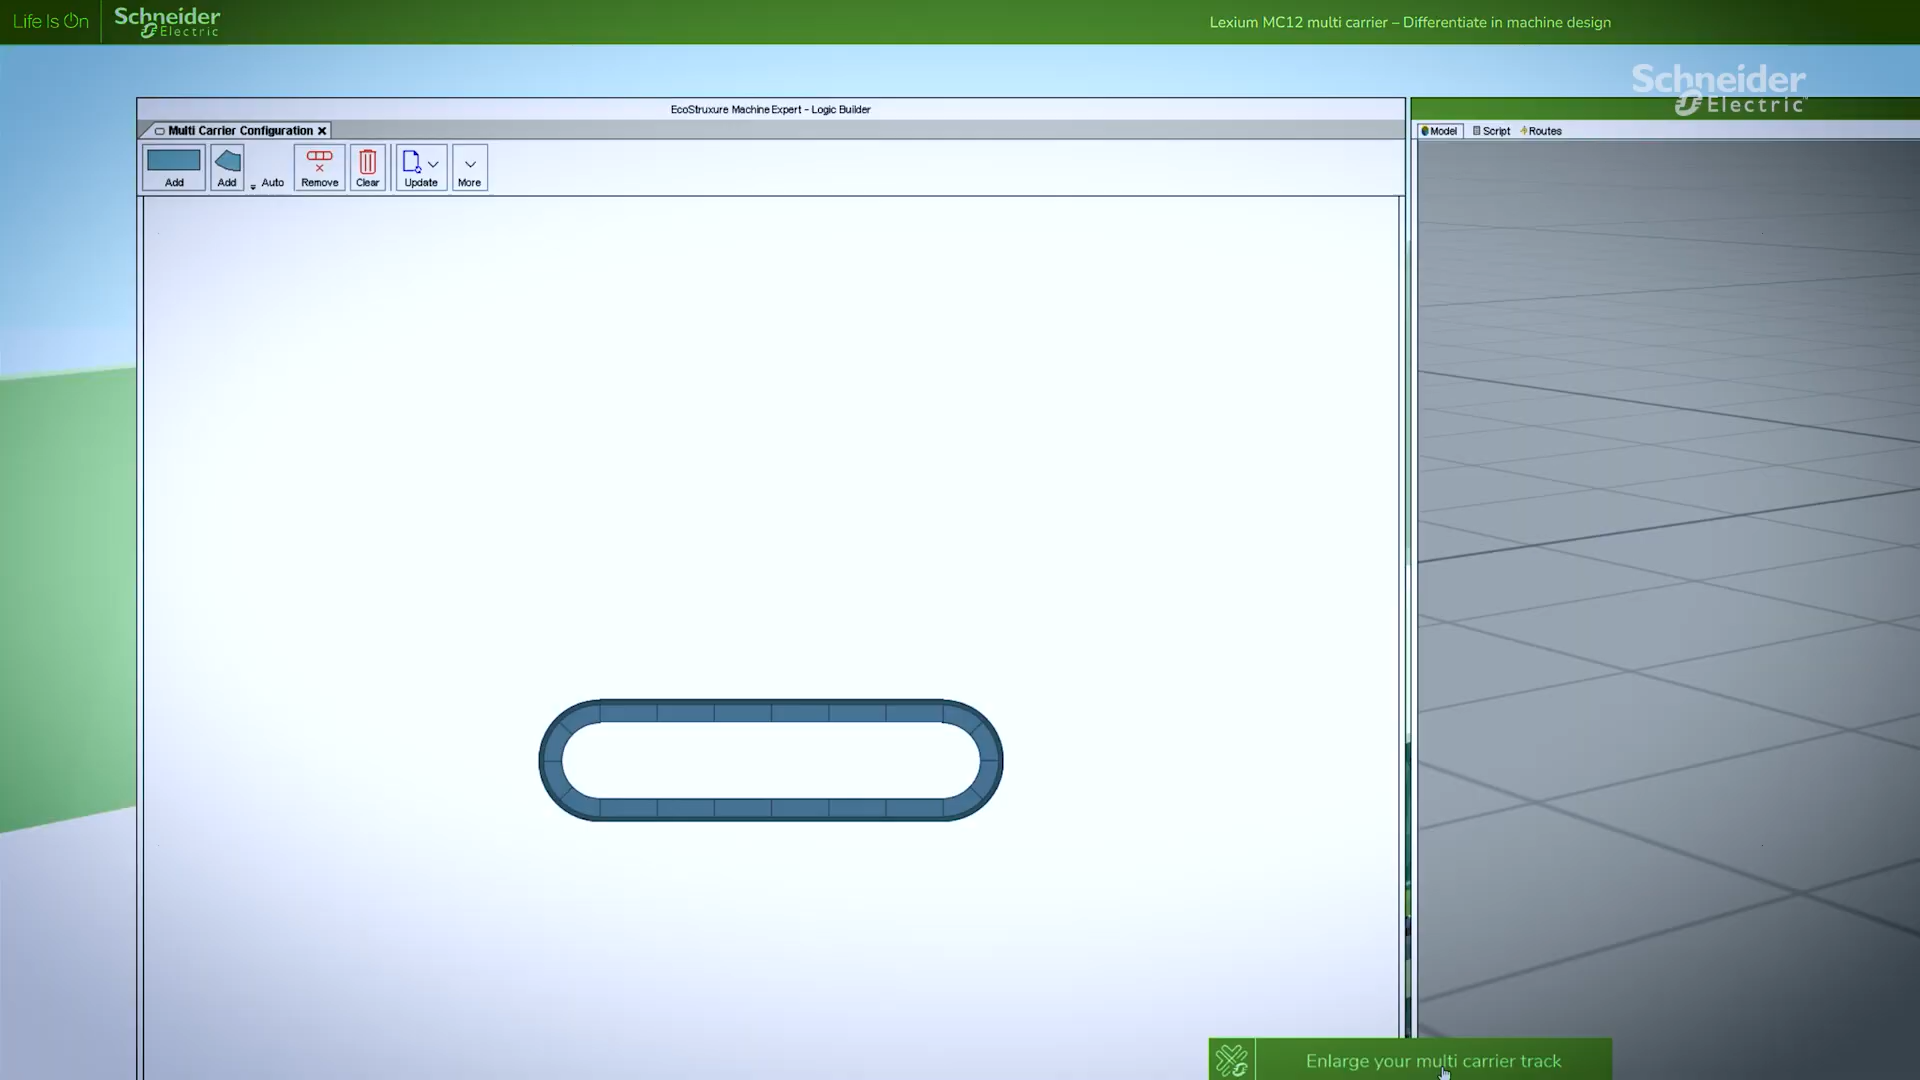 Life Is On
Schneider
Electric
Lexium MC12 multi carrier – Differentiate in machine design
Schneider
Electric™
EcoStruxure Machine Expert - Logic Builder
Multi Carrier Configuration
Model
Script
Routes
Add
Add
Auto
Remove
Clear
Update
More
Enlarge your multi carrier track